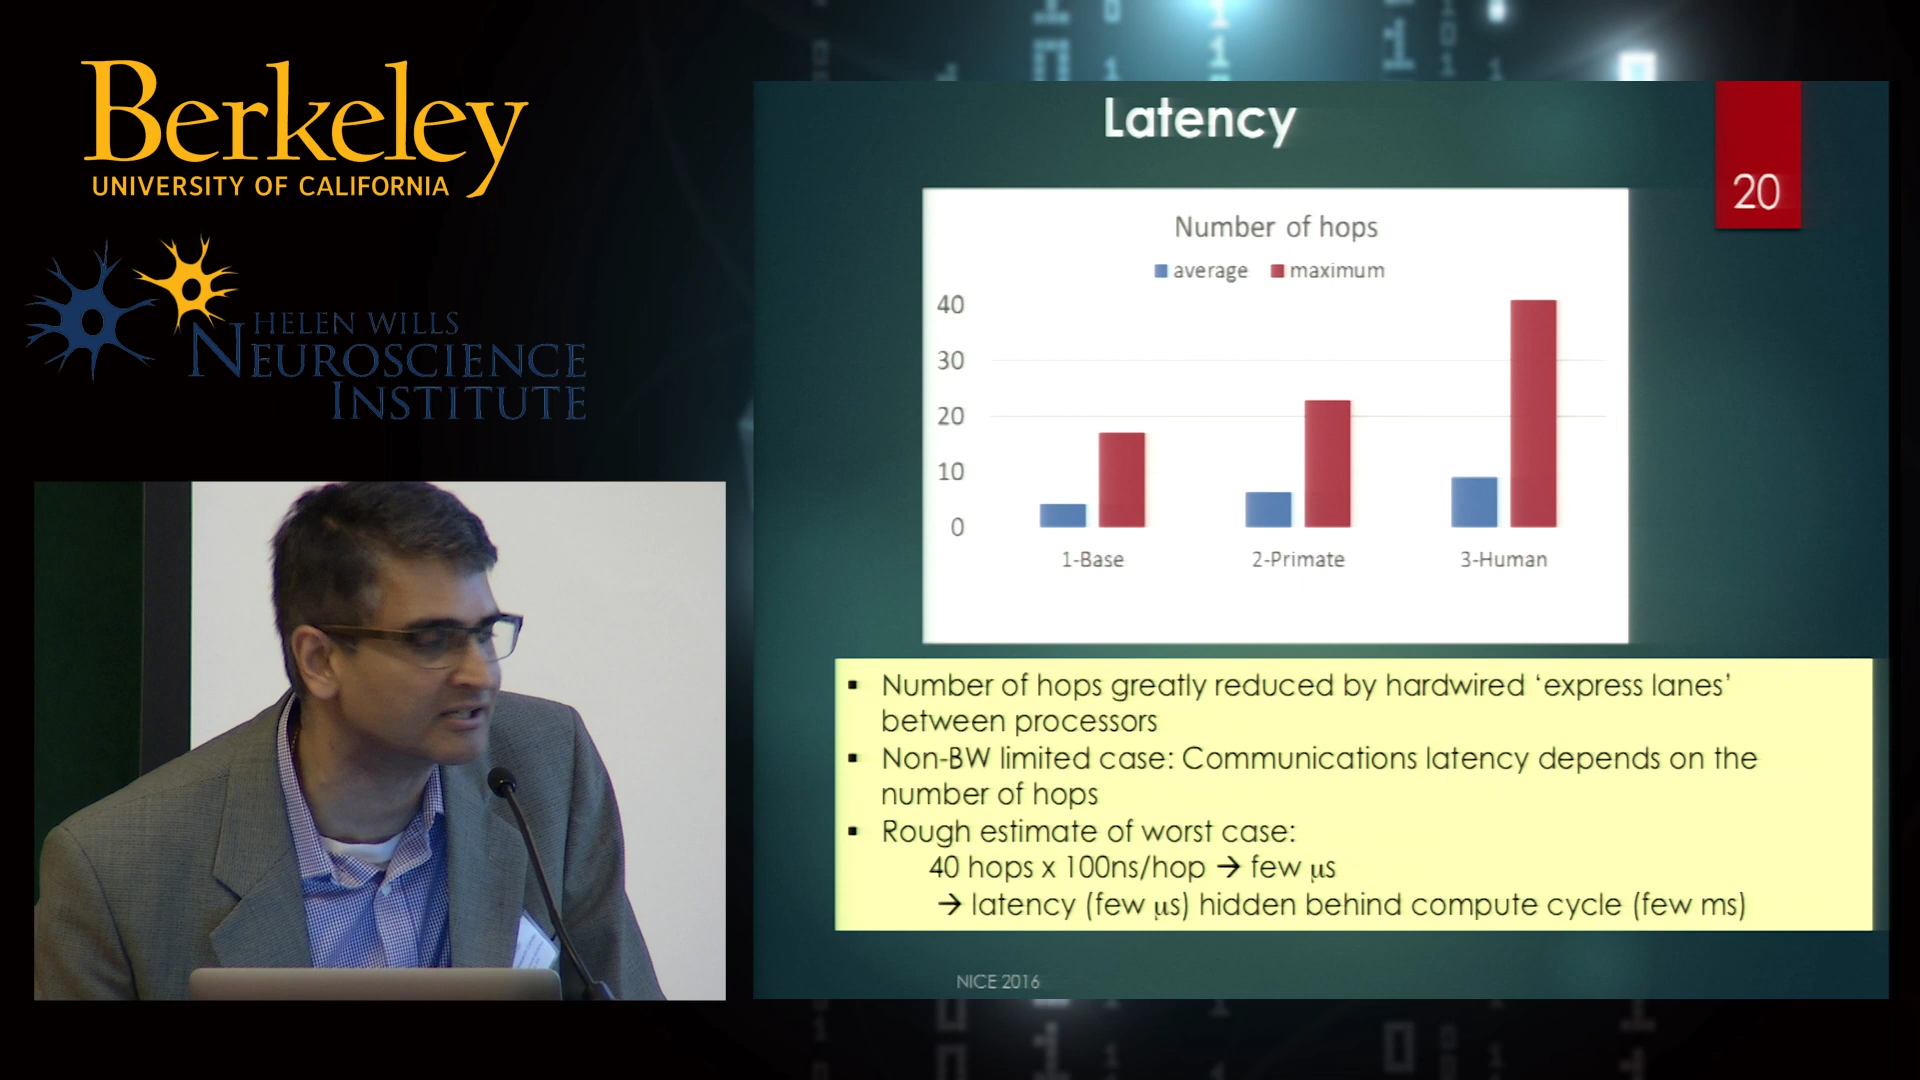 Berkeley
UNIVERSITY OF CALIFORNIA
HELEN WILLS
NEUROSCIENCE
INSTITUTE
Latency
20
Number of hops
average maximum
40
30
20
10
0
1-Base 2-Primate 3-Human
▪ Number of hops greatly reduced by hardwired ‘express lanes’
between processors
▪ Non-BW limited case: Communications latency depends on the
number of hops
▪ Rough estimate of worst case:
40 hops x 100ns/hop → few µs
→ latency (few µs) hidden behind compute cycle (few ms)
NICE 2016